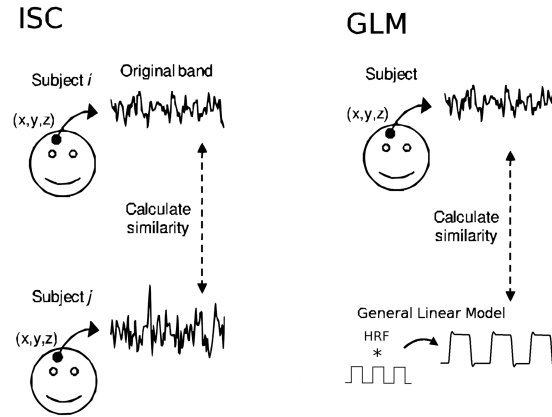 ISC
Subject i
Original band
(x,y,z)
Calculate
similarity
Subject j
(x,y,z)
GLM
Subject
(x,y,z)
Calculate
similarity
General Linear Model
HRF
*